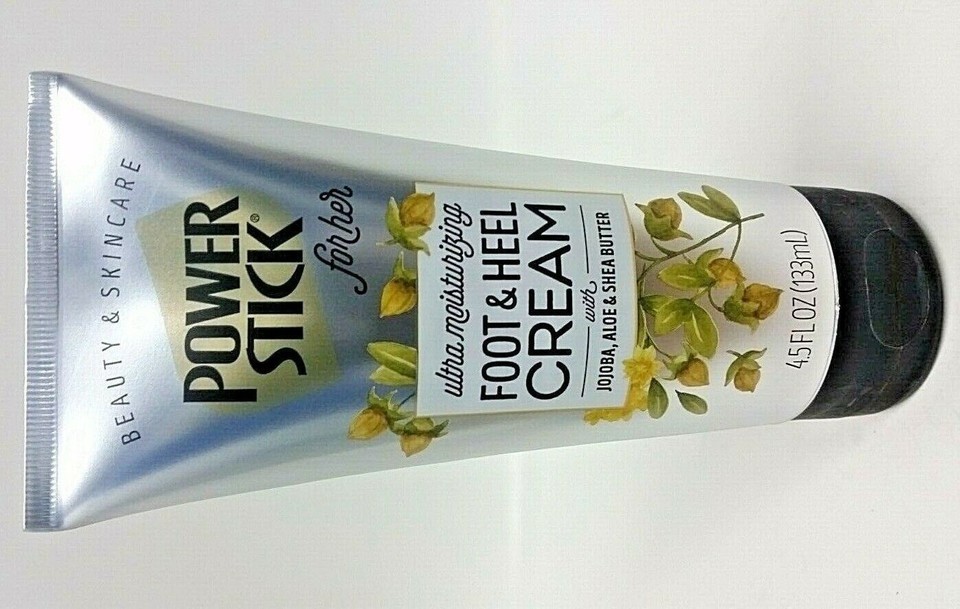 BEAUTY & SKINCARE
POWER
STICK®
for her
ultra moisturizing
FOOT & HEEL
CREAM
with
JOJOBA, ALOE & SHEA BUTTER
4.5 FL OZ (133mL)